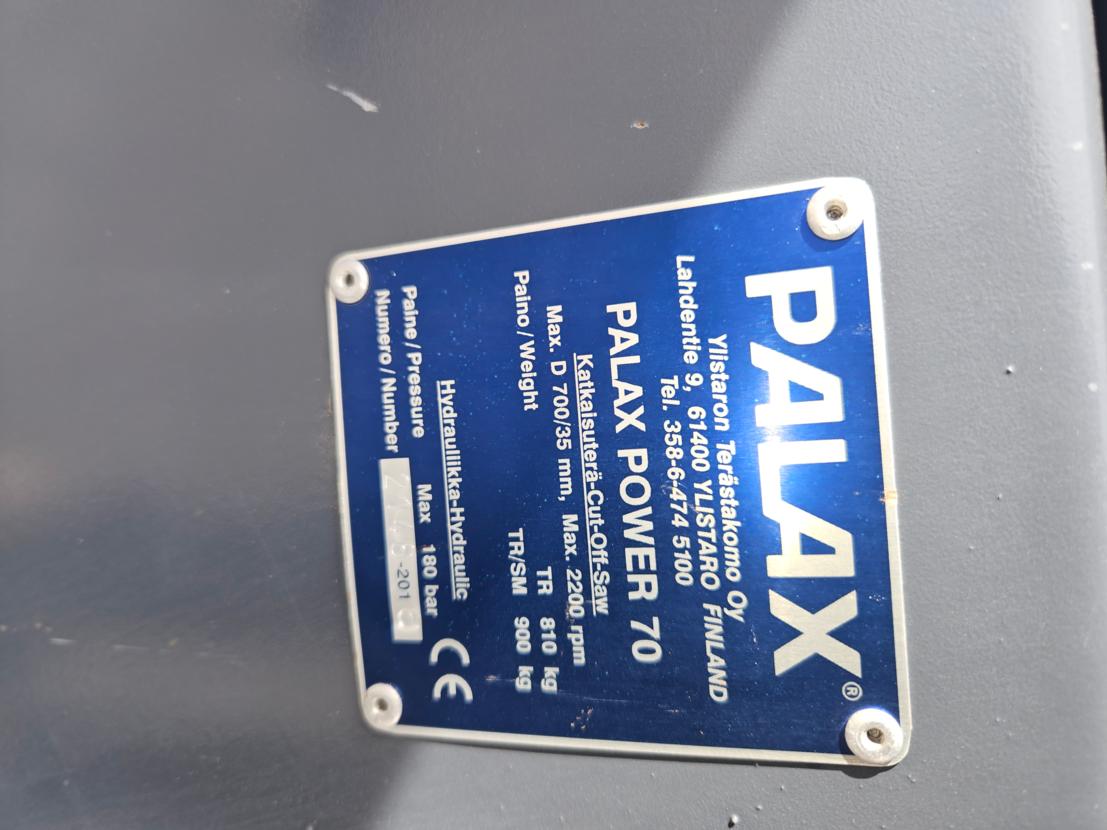 PALAX®
Ylistaron Terästakomo Oy
Lahdentie 9, 61400 YLISTARO FINLAND
Tel. 358-6-474 5100
PALAX POWER 70
Katkaisuterä-Cut-Off-Saw
Max. D 700/35 mm, Max. 2200 rpm
Paino/Weight TR 810 kg
TR/SM 900 kg
Hydrauliikka-Hydraulic
Paine/Pressure Max 180 bar
Numero/Number
CE